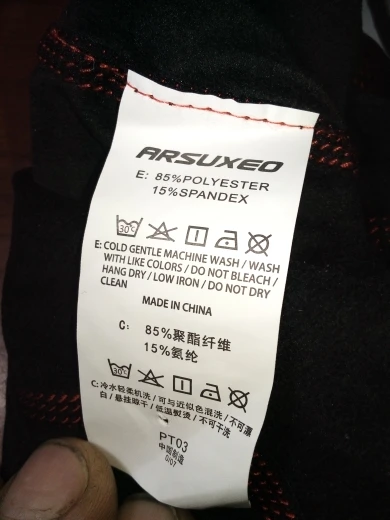 ARSUXEO
E: 85%POLYESTER
15%SPANDEX
30°C
E: COLD GENTLE MACHINE WASH / WASH
WITH LIKE COLORS / DO NOT BLEACH /
HANG DRY / LOW IRON / DO NOT DRY
CLEAN
MADE IN CHINA
C: 85%聚酯纤维
15%氨纶
30°C
C: 冷水轻柔机洗 / 可与近似色混洗 / 不可漂
白 / 悬挂晾干 / 低温熨烫 / 不可干洗
PT03
中国制造